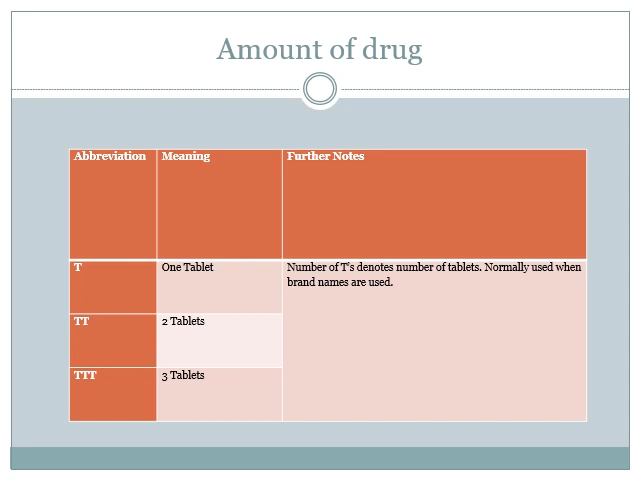 Amount of drug
Abbreviation Meaning Further Notes
T One Tablet Number of T's denotes number of tablets. Normally used when
brand names are used.
TT 2 Tablets
TTT 3 Tablets